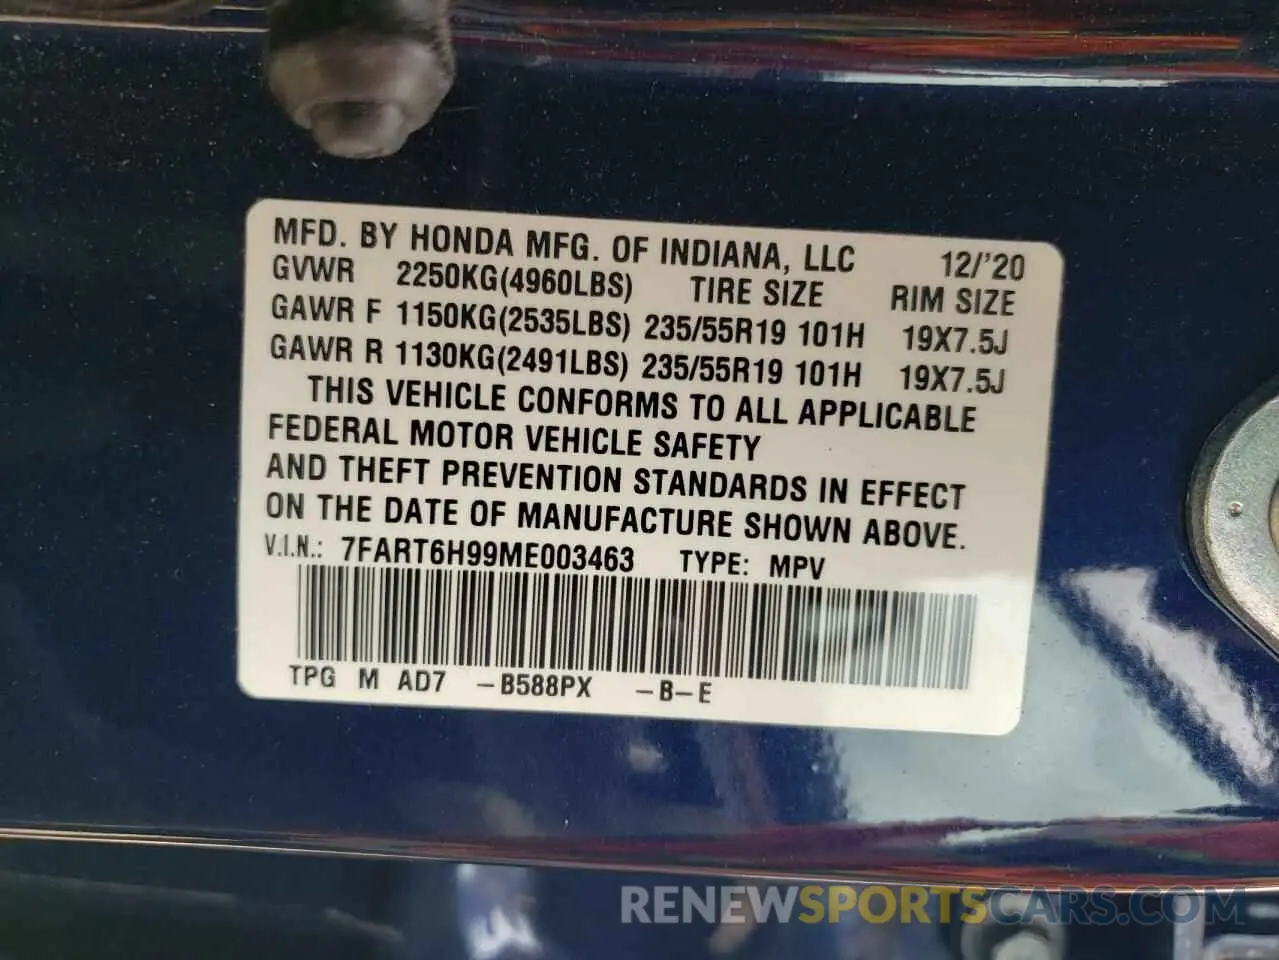 MFD. BY HONDA MFG. OF INDIANA, LLC 12/'20
GVWR 2250KG(4960LBS) TIRE SIZE RIM SIZE
GAWR F 1150KG(2535LBS) 235/55R19 101H 19X7.5J
GAWR R 1130KG(2491LBS) 235/55R19 101H 19X7.5J
THIS VEHICLE CONFORMS TO ALL APPLICABLE
FEDERAL MOTOR VEHICLE SAFETY
AND THEFT PREVENTION STANDARDS IN EFFECT
ON THE DATE OF MANUFACTURE SHOWN ABOVE.
V.I.N.: 7FART6H99ME003463 TYPE: MPV
TPG M AD7 -B588PX -B-E
RENEWSPORTSCARS.COM